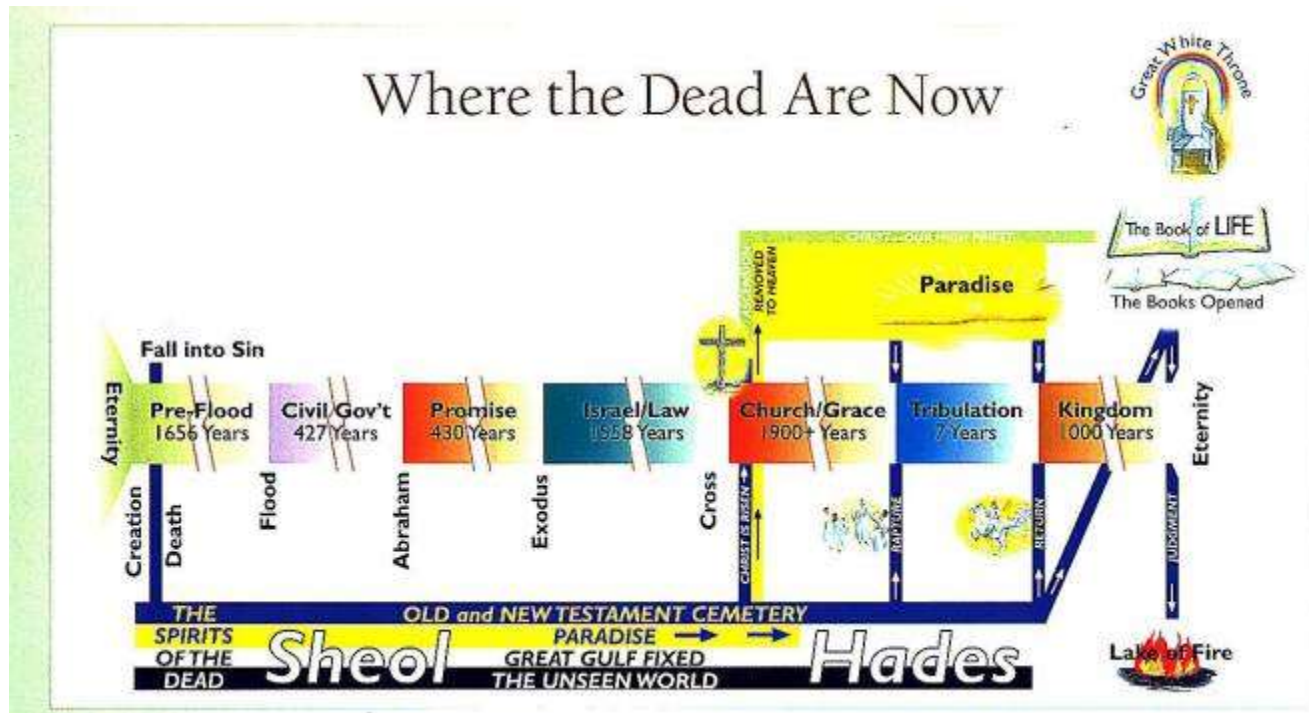 Where the Dead Are Now
Great White Throne
The Book of LIFE
The Books Opened
CHRIST OUR HIGH PRIEST
REMOVED
TO HEAVEN
Paradise
Fall into Sin
Eternity
Pre-Flood
1656 Years
Civil Gov't
427 Years
Promise
430 Years
Israel/Law
Years
Church/Grace
1900+ Years
Tribulation
7 Years
Kingdom
1000 Years
Eternity
Creation
Death
Flood
Abraham
Exodus
Cross
CHRIST IS RISEN
RAPTURE
RETURN
JUDGMENT
THE
SPIRITS
OF THE
DEAD
Sheol
OLD and NEW TESTAMENT CEMETERY
PARADISE
GREAT GULF FIXED
THE UNSEEN WORLD
Hades
Lake of Fire